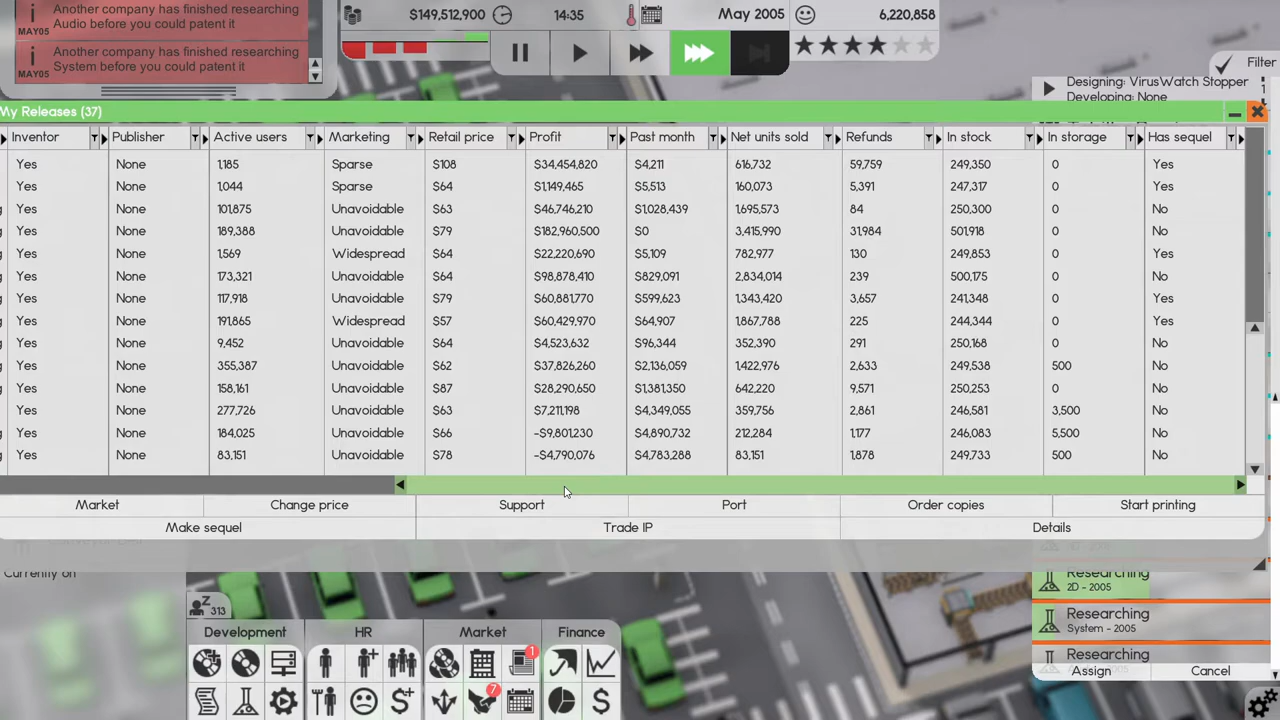 Another company has finished researching
Audio before you could patent it
MAY05
Another company has finished researching
System before you could patent it
MAY05
$149,512,900 14:35 May 2005 6,220,858
Filter
Designing: VirusWatch Stopper
Developing: None
My Releases (37)
Inventor Publisher Active users Marketing Retail price Profit Past month Net units sold Refunds In stock In storage Has sequel
Yes None 1,185 Sparse $108 $34,454,820 $4,211 616,732 59,759 249,350 0 Yes
Yes None 1,044 Sparse $64 $1,149,465 $5,513 160,073 5,391 247,317 0 Yes
Yes None 101,875 Unavoidable $63 $46,746,210 $1,028,439 1,695,573 84 250,300 0 No
Yes None 189,388 Unavoidable $79 $182,960,500 $0 3,415,990 31,984 501,918 0 No
Yes None 1,569 Widespread $64 $22,220,690 $5,109 782,977 130 249,853 0 Yes
Yes None 173,321 Unavoidable $64 $98,878,410 $829,091 2,834,014 239 500,175 0 No
Yes None 117,918 Unavoidable $79 $60,881,770 $599,623 1,343,420 3,657 241,348 0 Yes
Yes None 191,865 Widespread $57 $60,429,970 $64,907 1,867,788 225 244,344 0 Yes
Yes None 9,452 Unavoidable $64 $4,523,632 $96,344 352,390 291 250,168 0 No
Yes None 355,387 Unavoidable $62 $37,826,260 $2,136,059 1,422,976 2,633 249,538 500 No
Yes None 158,161 Unavoidable $87 $28,290,650 $1,381,350 642,220 9,571 250,253 0 No
Yes None 277,726 Unavoidable $63 $7,211,198 $4,349,055 359,756 2,861 246,581 3,500 No
Yes None 184,025 Unavoidable $66 -$9,801,230 $4,890,732 212,284 1,177 246,083 5,500 No
Yes None 83,151 Unavoidable $78 -$4,790,076 $4,783,288 83,151 1,878 249,733 500 No
Market Change price Support Port Order copies Start printing
Make sequel Trade IP Details
Currently on
Researching
2D - 2005
Researching
System - 2005
Researching
Assign Cancel
Z
313
Development HR Market Finance
1
7